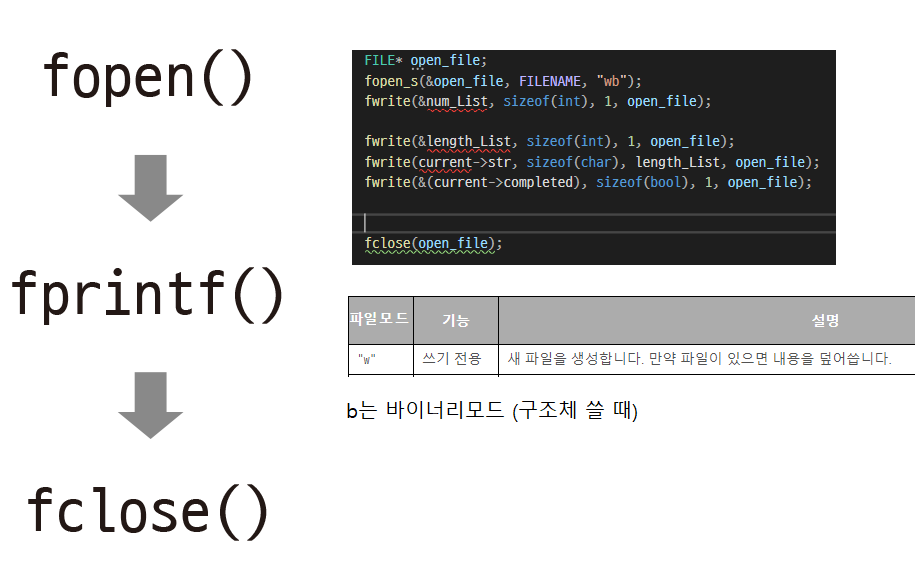 fopen()
fprintf()
fclose()
FILE* open_file;
fopen_s(&open_file, FILENAME, "wb");
fwrite(&num_List, sizeof(int), 1, open_file);
fwrite(&length_List, sizeof(int), 1, open_file);
fwrite(current->str, sizeof(char), length_List, open_file);
fwrite(&(current->completed), sizeof(bool), 1, open_file);
fclose(open_file);
파일모드 기능 설명
"w" 쓰기 전용 새 파일을 생성합니다. 만약 파일이 있으면 내용을 덮어씁니다.
b는 바이너리모드 (구조체 쓸 때)